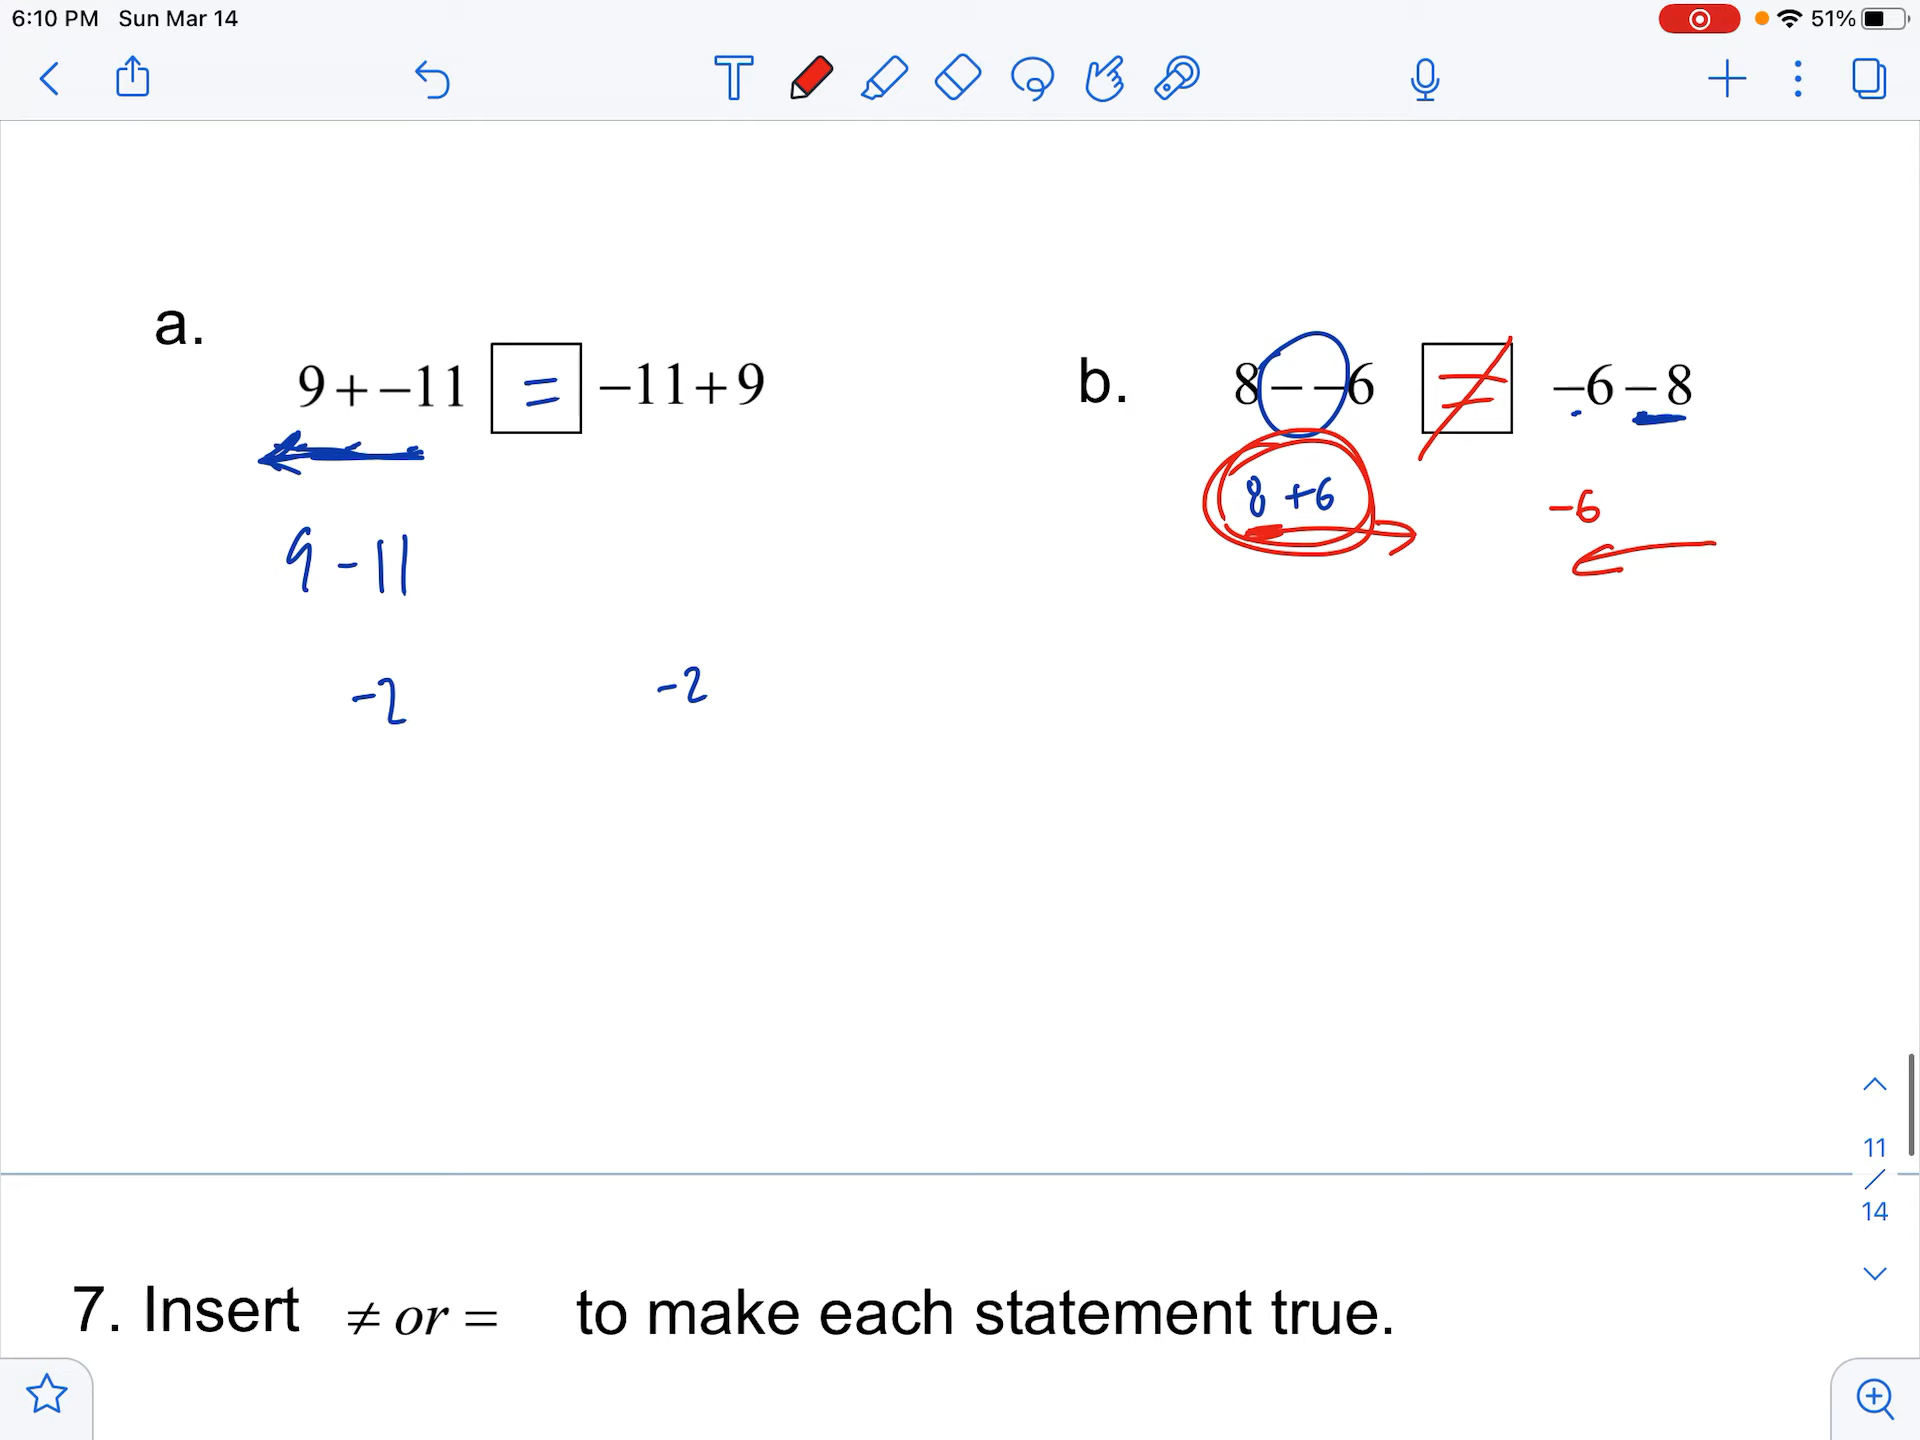 6:10 PM Sun Mar 14 51%
a.
9 + −11 = −11 + 9
9 - 11
-2 -2
b.
8 − −6 ≠ −6 − 8
8 + 6
-6
11
/
14
7. Insert ≠ or = to make each statement true.